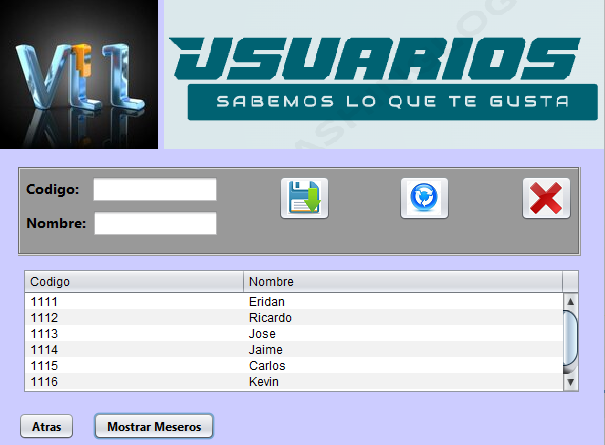 V11
USUARIOS
SABEMOS LO QUE TE GUSTA
Codigo:
Nombre:
Codigo Nombre
1111 Eridan
1112 Ricardo
1113 Jose
1114 Jaime
1115 Carlos
1116 Kevin
Atras Mostrar Meseros